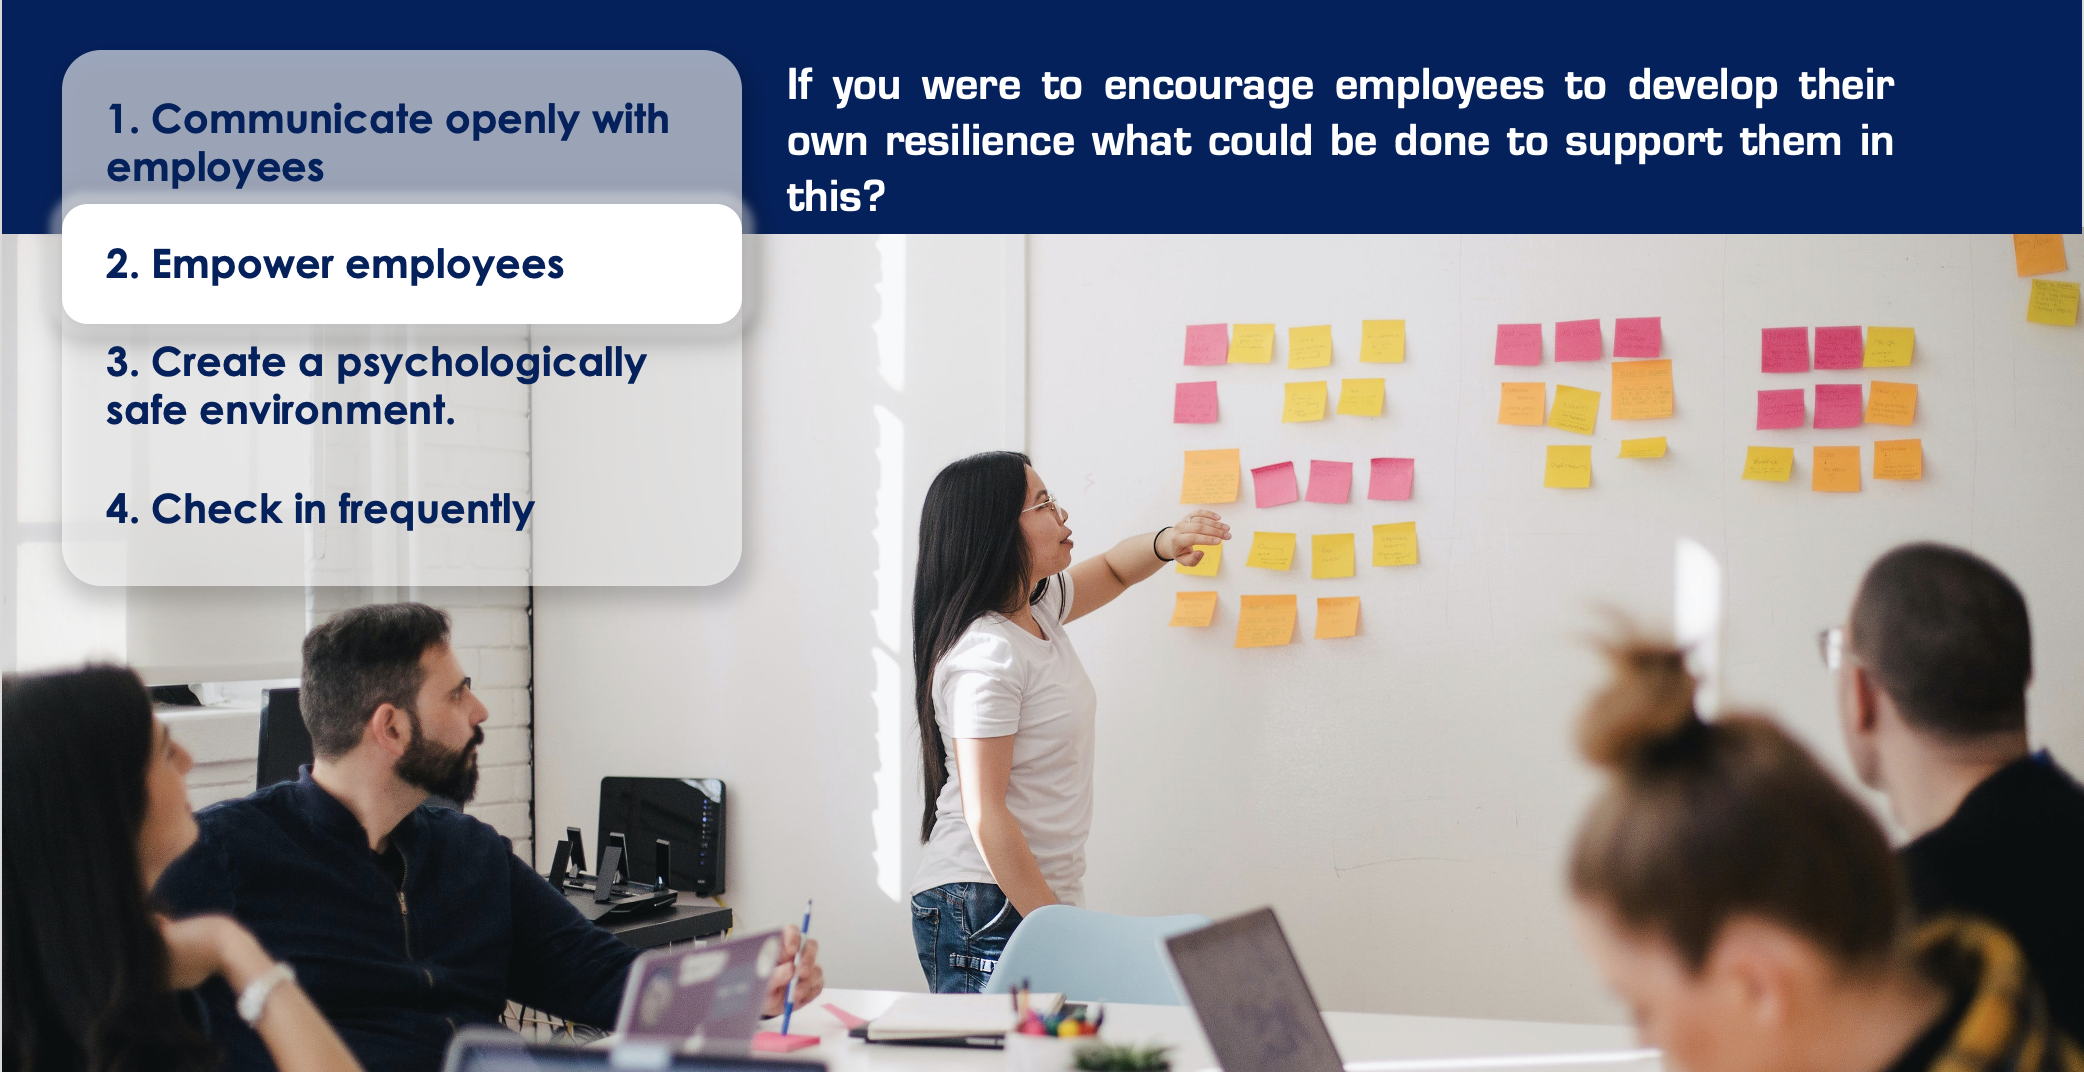 1. Communicate openly with
employees
2. Empower employees
3. Create a psychologically
safe environment.
4. Check in frequently
If you were to encourage employees to develop their
own resilience what could be done to support them in
this?